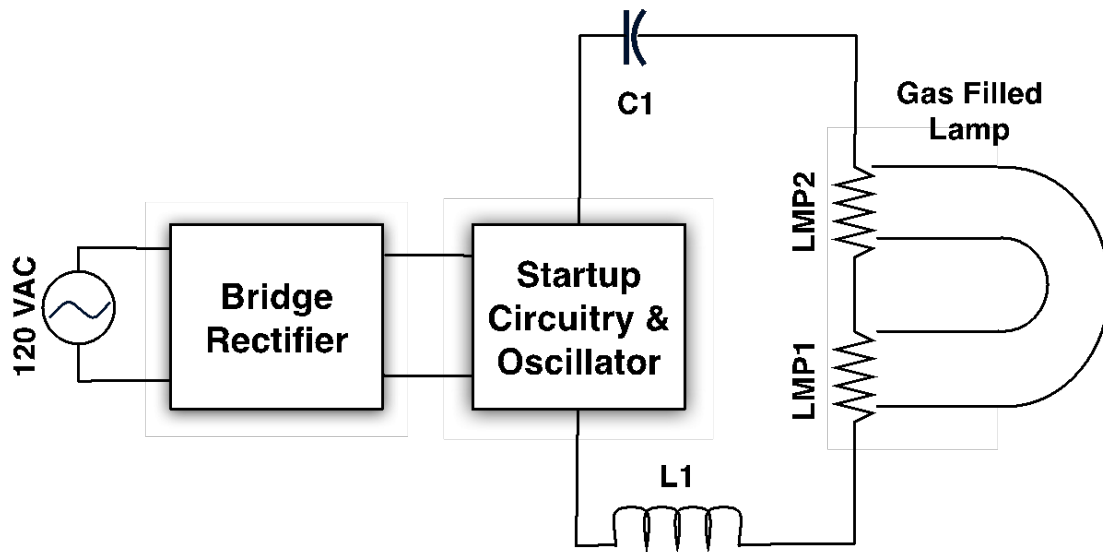 C1
Gas Filled
Lamp
LMP2
120 VAC
Bridge
Rectifier
Startup
Circuitry &
Oscillator
LMP1
L1